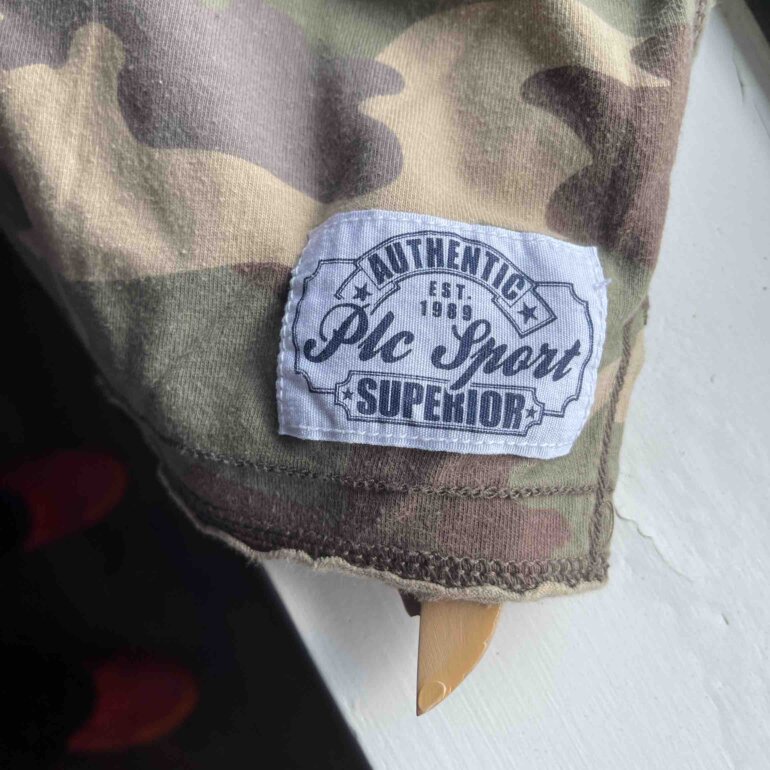 AUTHENTIC
EST.
1989
Plc Sport
SUPERIOR